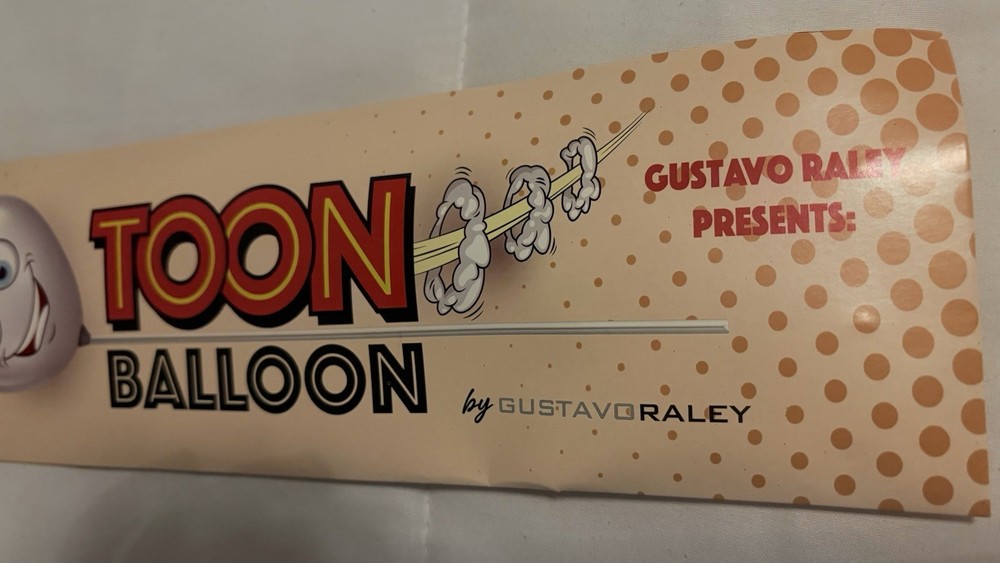 GUSTAVO RALEY
PRESENTS:
TOON
BALLOON
by GUSTAVORALEY